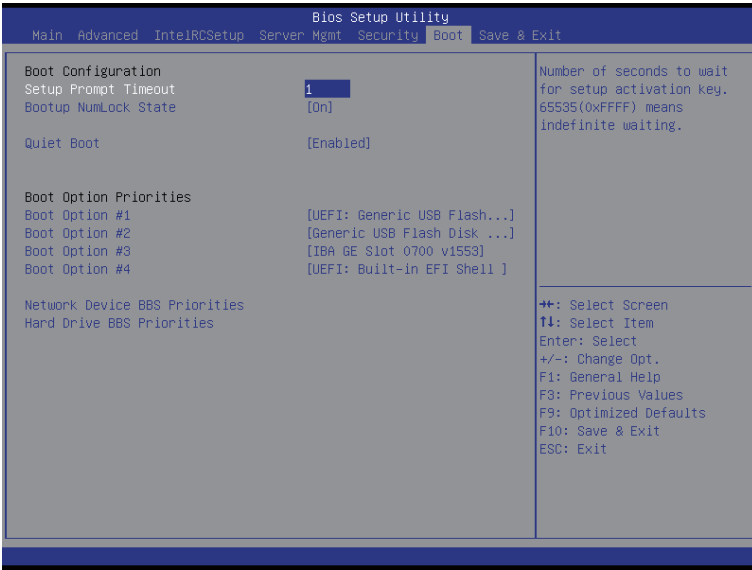 Bios Setup Utility
Main Advanced IntelRCSetup Server Mgmt Security Boot Save & Exit
Boot Configuration
Setup Prompt Timeout 1
Bootup NumLock State [On]
Quiet Boot [Enabled]
Boot Option Priorities
Boot Option #1 [UEFI: Generic USB Flash...]
Boot Option #2 [Generic USB Flash Disk ...]
Boot Option #3 [IBA GE Slot 0700 v1553]
Boot Option #4 [UEFI: Built-in EFI Shell ]
Network Device BBS Priorities
Hard Drive BBS Priorities
Number of seconds to wait
for setup activation key.
65535(0xFFFF) means
indefinite waiting.
→←: Select Screen
↑↓: Select Item
Enter: Select
+/-: Change Opt.
F1: General Help
F3: Previous Values
F9: Optimized Defaults
F10: Save & Exit
ESC: Exit